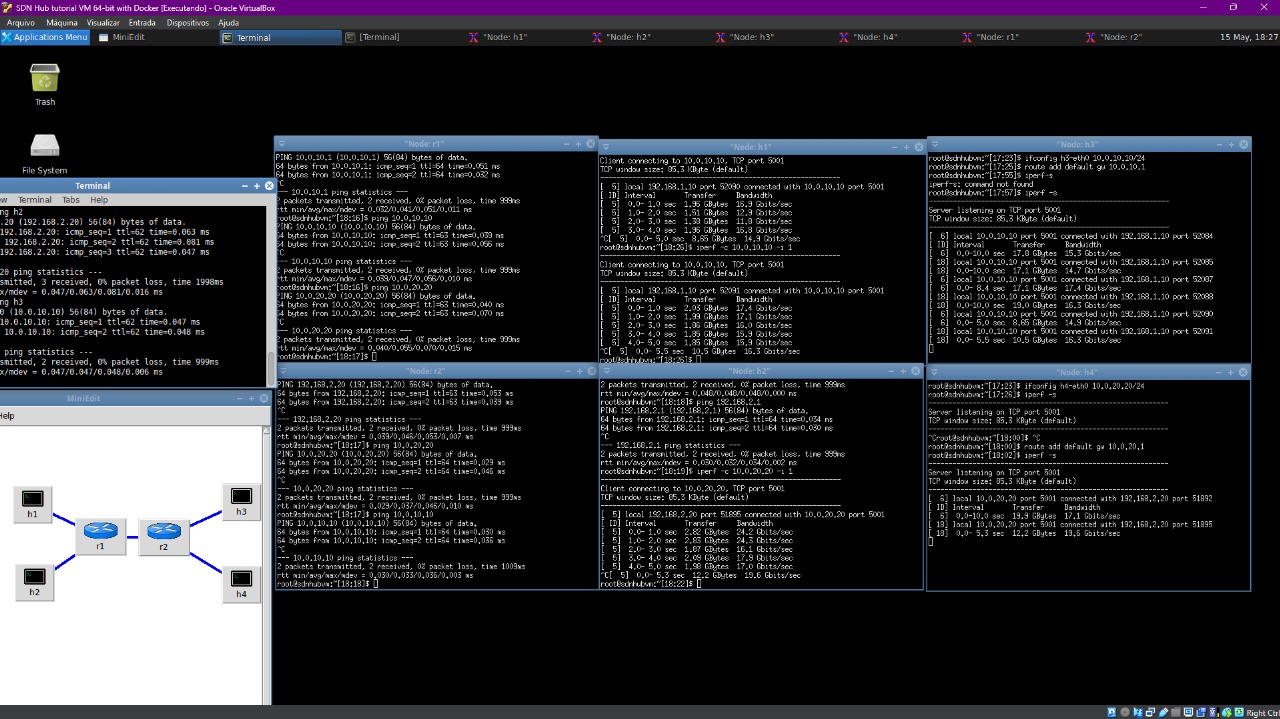 SDN Hub tutorial VM 64-bit with Docker [Executando] - Oracle VirtualBox
Arquivo Máquina Visualizar Entrada Dispositivos Ajuda
Applications Menu MiniEdit Terminal [Terminal] "Node: h1" "Node: h2" "Node: h3" "Node: h4" "Node: r1" "Node: r2" 15 May, 18:27
Trash
File System
Terminal
ew Terminal Tabs Help
ng h2
.20 (192.168.2.20) 56(84) bytes of data.
192.168.2.20: icmp_seq=1 ttl=62 time=0.063 ms
192.168.2.20: icmp_seq=2 ttl=62 time=0.081 ms
192.168.2.20: icmp_seq=3 ttl=62 time=0.047 ms
20 ping statistics ---
smitted, 3 received, 0% packet loss, time 1998ms
x/mdev = 0.047/0.063/0.081/0.016 ms
ng h3
0 (10.0.10.10) 56(84) bytes of data.
10.0.10.10: icmp_seq=1 ttl=62 time=0.047 ms
10.0.10.10: icmp_seq=2 ttl=62 time=0.048 ms
ping statistics ---
smitted, 2 received, 0% packet loss, time 999ms
x/mdev = 0.047/0.047/0.048/0.006 ms
"Node: r1"
PING 10.0.10.1 (10.0.10.1) 56(84) bytes of data.
64 bytes from 10.0.10.1: icmp_seq=1 ttl=64 time=0.051 ms
64 bytes from 10.0.10.1: icmp_seq=2 ttl=64 time=0.032 ms
^C
--- 10.0.10.1 ping statistics ---
2 packets transmitted, 2 received, 0% packet loss, time 999ms
rtt min/avg/max/mdev = 0.032/0.041/0.051/0.011 ms
root@sdnhubvm:~[18:16]$ ping 10.0.10.10
PING 10.0.10.10 (10.0.10.10) 56(84) bytes of data.
64 bytes from 10.0.10.10: icmp_seq=1 ttl=63 time=0.039 ms
64 bytes from 10.0.10.10: icmp_seq=2 ttl=63 time=0.056 ms
^C
--- 10.0.10.10 ping statistics ---
2 packets transmitted, 2 received, 0% packet loss, time 999ms
rtt min/avg/max/mdev = 0.039/0.047/0.056/0.010 ms
root@sdnhubvm:~[18:16]$ ping 10.0.20.20
PING 10.0.20.20 (10.0.20.20) 56(84) bytes of data.
64 bytes from 10.0.20.20: icmp_seq=1 ttl=63 time=0.040 ms
64 bytes from 10.0.20.20: icmp_seq=2 ttl=63 time=0.070 ms
^C
--- 10.0.20.20 ping statistics ---
2 packets transmitted, 2 received, 0% packet loss, time 999ms
rtt min/avg/max/mdev = 0.040/0.055/0.070/0.015 ms
root@sdnhubvm:~[18:17]$
"Node: h1"
Client connecting to 10.0.10.10, TCP port 5001
TCP window size: 85.3 KByte (default)
------------------------------------------------------------
[ 5] local 192.168.1.10 port 52090 connected with 10.0.10.10 port 5001
[ ID] Interval Transfer Bandwidth
[ 5] 0.0- 1.0 sec 1.96 GBytes 16.9 Gbits/sec
[ 5] 1.0- 2.0 sec 1.51 GBytes 12.9 Gbits/sec
[ 5] 2.0- 3.0 sec 1.38 GBytes 11.8 Gbits/sec
[ 5] 3.0- 4.0 sec 1.96 GBytes 16.8 Gbits/sec
^C[ 5] 0.0- 5.0 sec 8.65 GBytes 14.9 Gbits/sec
root@sdnhubvm:~[18:26]$ iperf -c 10.0.10.10 -i 1
------------------------------------------------------------
Client connecting to 10.0.10.10, TCP port 5001
TCP window size: 85.3 KByte (default)
------------------------------------------------------------
[ 5] local 192.168.1.10 port 52091 connected with 10.0.10.10 port 5001
[ ID] Interval Transfer Bandwidth
[ 5] 0.0- 1.0 sec 2.03 GBytes 17.4 Gbits/sec
[ 5] 1.0- 2.0 sec 1.99 GBytes 17.1 Gbits/sec
[ 5] 2.0- 3.0 sec 1.86 GBytes 16.0 Gbits/sec
[ 5] 3.0- 4.0 sec 1.85 GBytes 15.9 Gbits/sec
[ 5] 4.0- 5.0 sec 1.85 GBytes 15.9 Gbits/sec
^C[ 5] 0.0- 5.5 sec 10.5 GBytes 16.3 Gbits/sec
root@sdnhubvm:~[18:26]$
"Node: h3"
root@sdnhubvm:~[17:23]$ ifconfig h3-eth0 10.0.10.10/24
root@sdnhubvm:~[17:25]$ route add default gw 10.0.10.1
root@sdnhubvm:~[17:55]$ iperf-s
iperf-s: command not found
root@sdnhubvm:~[17:57]$ iperf -s
------------------------------------------------------------
Server listening on TCP port 5001
TCP window size: 85.3 KByte (default)
------------------------------------------------------------
[ 6] local 10.0.10.10 port 5001 connected with 192.168.1.10 port 52084
[ ID] Interval Transfer Bandwidth
[ 6] 0.0-10.0 sec 17.8 GBytes 15.3 Gbits/sec
[ 18] local 10.0.10.10 port 5001 connected with 192.168.1.10 port 52085
[ 18] 0.0-10.0 sec 17.1 GBytes 14.7 Gbits/sec
[ 6] local 10.0.10.10 port 5001 connected with 192.168.1.10 port 52087
[ 6] 0.0- 8.4 sec 17.1 GBytes 17.4 Gbits/sec
[ 18] local 10.0.10.10 port 5001 connected with 192.168.1.10 port 52088
[ 18] 0.0-10.0 sec 19.0 GBytes 16.3 Gbits/sec
[ 6] local 10.0.10.10 port 5001 connected with 192.168.1.10 port 52090
[ 6] 0.0- 5.0 sec 8.65 GBytes 14.9 Gbits/sec
[ 18] local 10.0.10.10 port 5001 connected with 192.168.1.10 port 52091
[ 18] 0.0- 5.5 sec 10.5 GBytes 16.3 Gbits/sec
"Node: r2"
PING 192.168.2.20 (192.168.2.20) 56(84) bytes of data.
64 bytes from 192.168.2.20: icmp_seq=1 ttl=63 time=0.053 ms
64 bytes from 192.168.2.20: icmp_seq=2 ttl=63 time=0.039 ms
^C
--- 192.168.2.20 ping statistics ---
2 packets transmitted, 2 received, 0% packet loss, time 999ms
rtt min/avg/max/mdev = 0.039/0.046/0.053/0.007 ms
root@sdnhubvm:~[18:17]$ ping 10.0.20.20
PING 10.0.20.20 (10.0.20.20) 56(84) bytes of data.
64 bytes from 10.0.20.20: icmp_seq=1 ttl=64 time=0.029 ms
64 bytes from 10.0.20.20: icmp_seq=2 ttl=64 time=0.046 ms
^C
--- 10.0.20.20 ping statistics ---
2 packets transmitted, 2 received, 0% packet loss, time 999ms
rtt min/avg/max/mdev = 0.029/0.037/0.046/0.010 ms
root@sdnhubvm:~[18:17]$ ping 10.0.10.10
PING 10.0.10.10 (10.0.10.10) 56(84) bytes of data.
64 bytes from 10.0.10.10: icmp_seq=1 ttl=64 time=0.030 ms
64 bytes from 10.0.10.10: icmp_seq=2 ttl=64 time=0.036 ms
^C
--- 10.0.10.10 ping statistics ---
2 packets transmitted, 2 received, 0% packet loss, time 1009ms
rtt min/avg/max/mdev = 0.030/0.033/0.036/0.003 ms
root@sdnhubvm:~[18:18]$
"Node: h2"
2 packets transmitted, 2 received, 0% packet loss, time 999ms
rtt min/avg/max/mdev = 0.048/0.048/0.048/0.000 ms
root@sdnhubvm:~[18:18]$ ping 192.168.2.1
PING 192.168.2.1 (192.168.2.1) 56(84) bytes of data.
64 bytes from 192.168.2.1: icmp_seq=1 ttl=64 time=0.034 ms
64 bytes from 192.168.2.1: icmp_seq=2 ttl=64 time=0.030 ms
^C
--- 192.168.2.1 ping statistics ---
2 packets transmitted, 2 received, 0% packet loss, time 999ms
rtt min/avg/max/mdev = 0.030/0.032/0.034/0.002 ms
root@sdnhubvm:~[18:19]$ iperf -c 10.0.20.20 -i 1
------------------------------------------------------------
Client connecting to 10.0.20.20, TCP port 5001
TCP window size: 85.3 KByte (default)
------------------------------------------------------------
[ 5] local 192.168.2.20 port 51895 connected with 10.0.20.20 port 5001
[ ID] Interval Transfer Bandwidth
[ 5] 0.0- 1.0 sec 2.82 GBytes 24.2 Gbits/sec
[ 5] 1.0- 2.0 sec 2.83 GBytes 24.3 Gbits/sec
[ 5] 2.0- 3.0 sec 1.87 GBytes 16.1 Gbits/sec
[ 5] 3.0- 4.0 sec 2.09 GBytes 17.9 Gbits/sec
[ 5] 4.0- 5.0 sec 1.98 GBytes 17.0 Gbits/sec
^C[ 5] 0.0- 5.3 sec 12.2 GBytes 19.6 Gbits/sec
root@sdnhubvm:~[18:22]$
"Node: h4"
root@sdnhubvm:~[17:23]$ ifconfig h4-eth0 10.0.20.20/24
root@sdnhubvm:~[17:26]$ iperf -s
------------------------------------------------------------
Server listening on TCP port 5001
TCP window size: 85.3 KByte (default)
------------------------------------------------------------
^Croot@sdnhubvm:~[18:00]$ ^C
root@sdnhubvm:~[18:00]$ route add default gw 10.0.20.1
root@sdnhubvm:~[18:02]$ iperf -s
------------------------------------------------------------
Server listening on TCP port 5001
TCP window size: 85.3 KByte (default)
------------------------------------------------------------
[ 6] local 10.0.20.20 port 5001 connected with 192.168.2.20 port 51892
[ ID] Interval Transfer Bandwidth
[ 18] local 10.0.20.20 port 5001 connected with 192.168.2.20 port 51895
[ 18] 0.0- 5.3 sec 12.2 GBytes 19.6 Gbits/sec
MiniEdit
Help
h1
h2
r1
r2
h3
h4
Right Ctrl